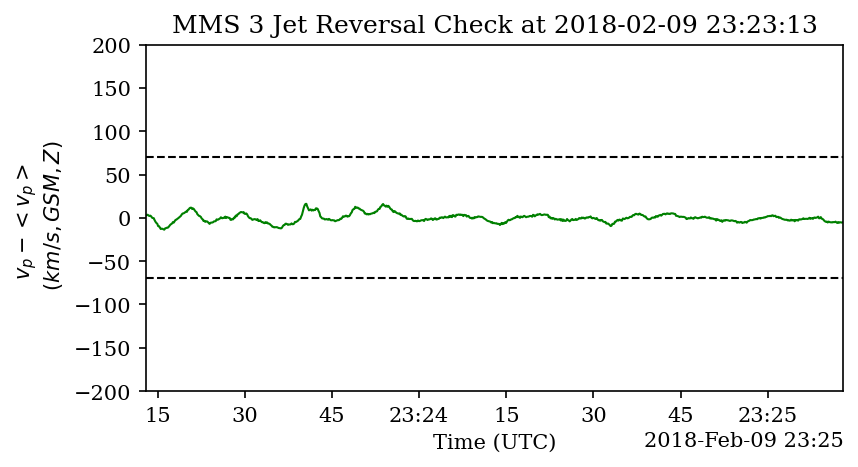 MMS 3 Jet Reversal Check at 2018-02-09 23:23:13
200
150
100
50
0
−50
−100
−150
−200
v_p − < v_p >
(km/s, GSM, Z)
15 30 45 23:24 15 30 45 23:25
Time (UTC)
2018-Feb-09 23:25